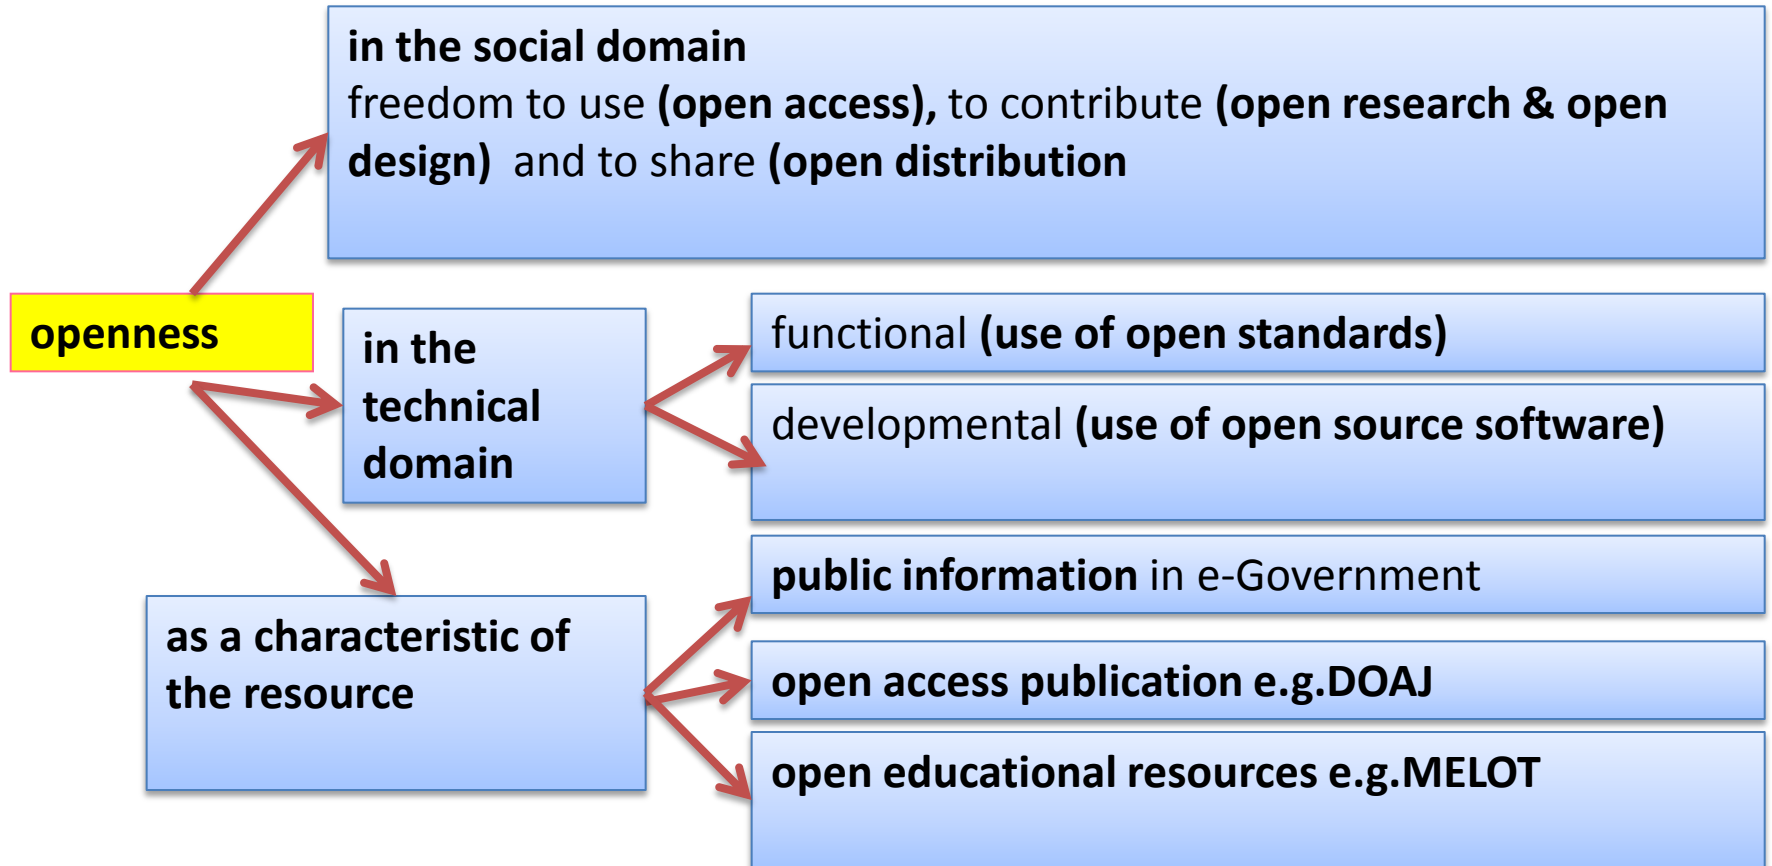 in the social domain
freedom to use (open access), to contribute (open research & open
design)  and to share (open distribution
openness
in the
technical
domain
functional (use of open standards)
developmental (use of open source software)
as a characteristic of
the resource
public information in e-Government
open access publication e.g.DOAJ
open educational resources e.g.MELOT